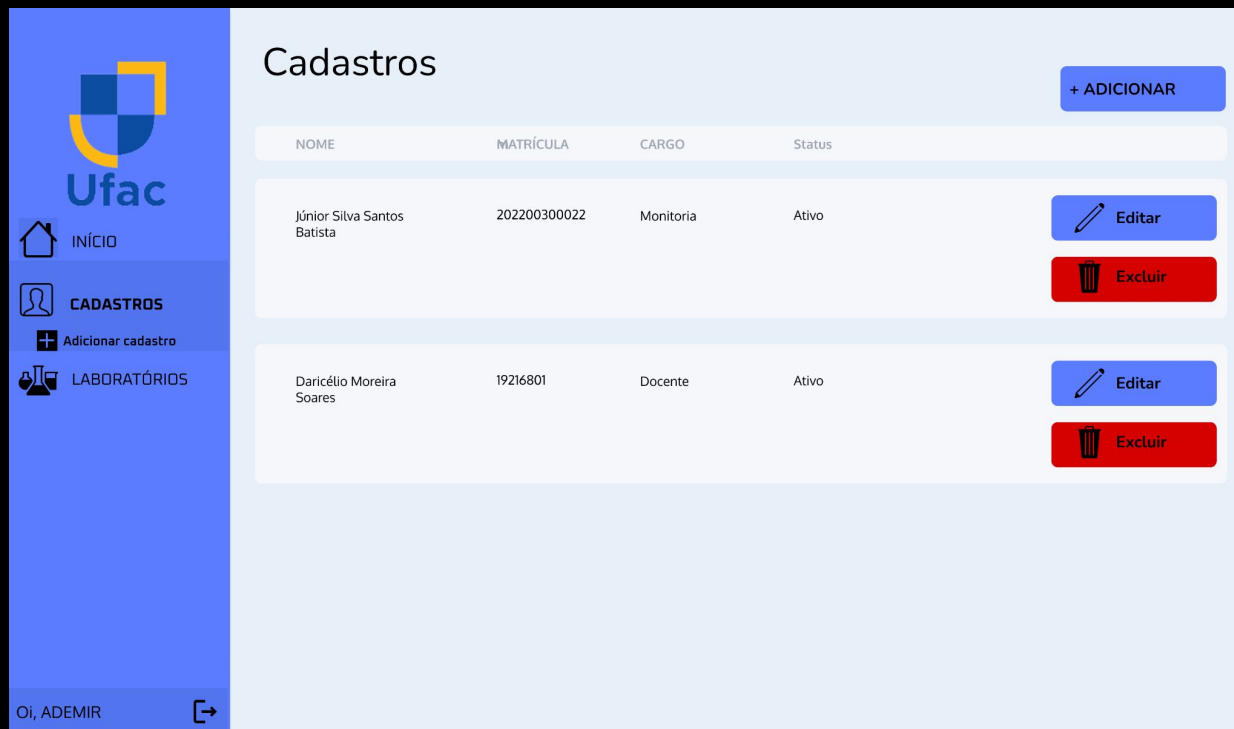 Ufac
INÍCIO
CADASTROS
Adicionar cadastro
LABORATÓRIOS
Oi, ADEMIR
Cadastros
+ ADICIONAR
NOME MATRÍCULA CARGO Status
Júnior Silva Santos 202200300022 Monitoria Ativo Editar
Batista
Excluir
Daricélio Moreira 19216801 Docente Ativo Editar
Soares
Excluir